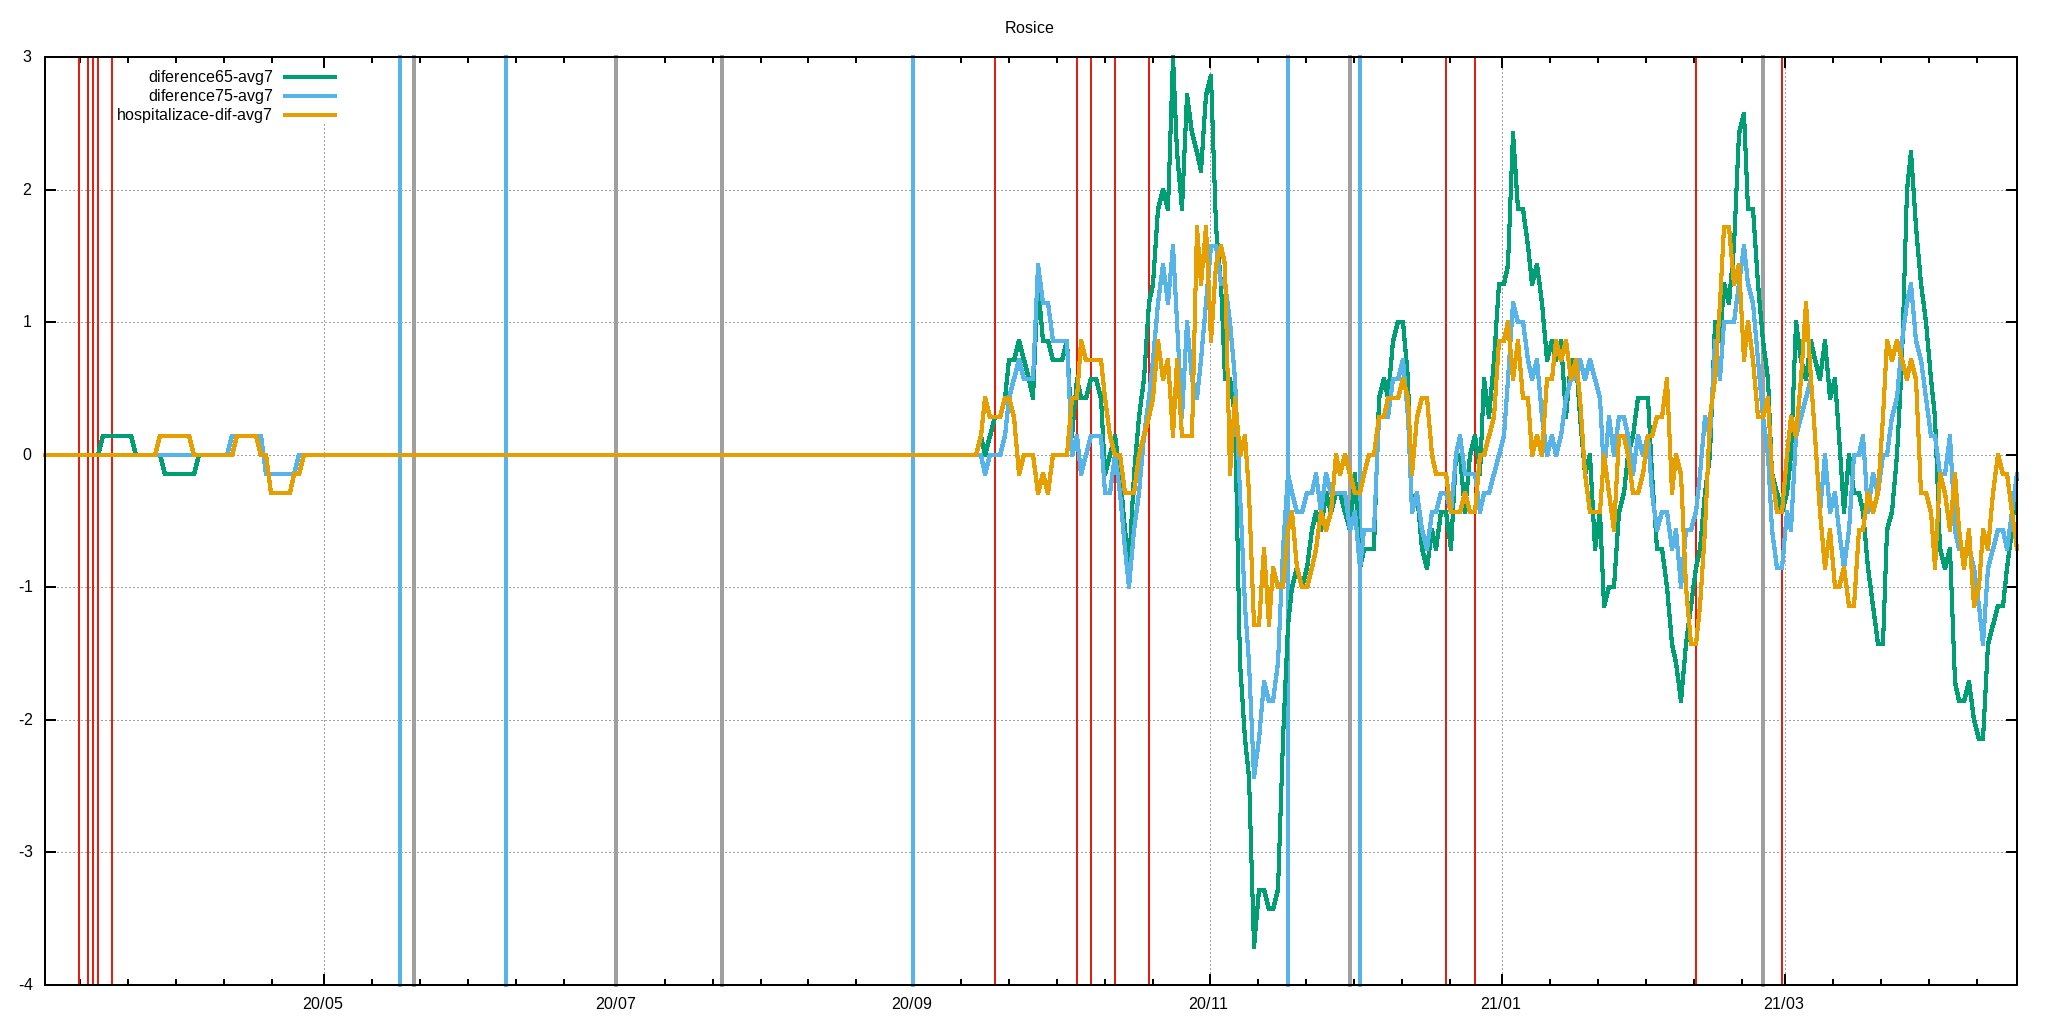 Rosice
diference65-avg7
diference75-avg7
hospitalizace-dif-avg7
3
2
1
0
-1
-2
-3
-4
20/05 20/07 20/09 20/11 21/01 21/03